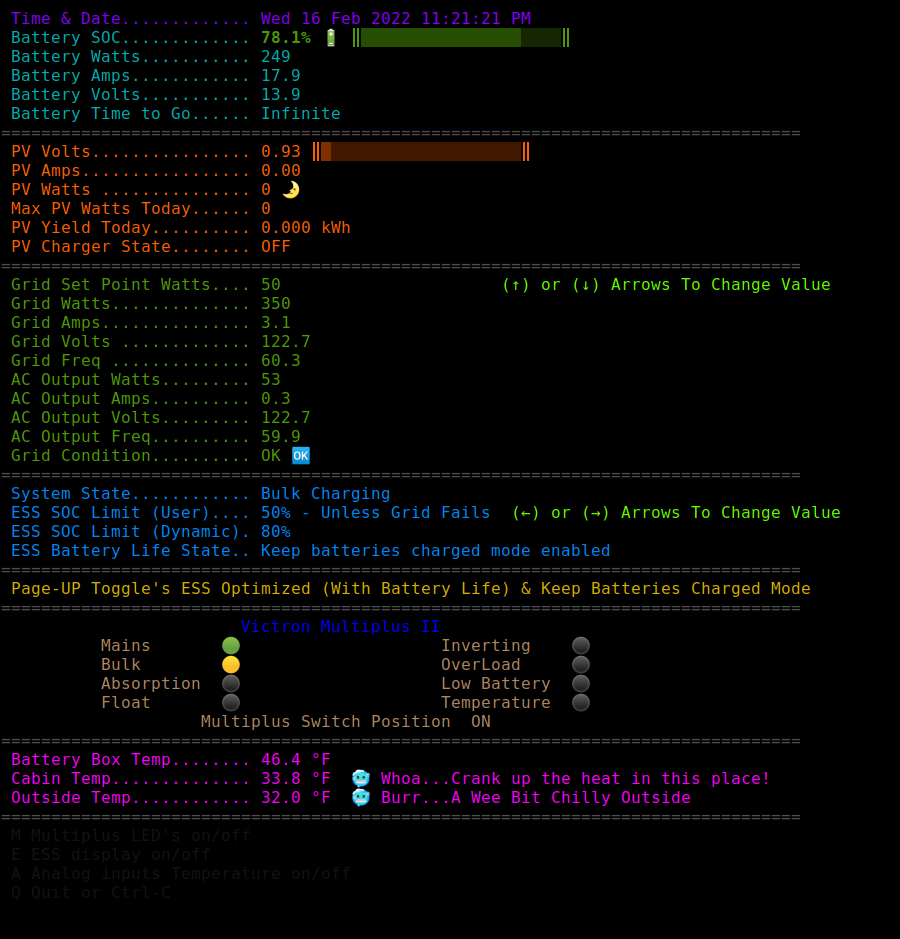 Time & Date............. Wed 16 Feb 2022 11:21:21 PM
Battery SOC............. 78.1% 🔋
Battery Watts........... 249
Battery Amps............ 17.9
Battery Volts........... 13.9
Battery Time to Go...... Infinite
===============================================================================
PV Volts................ 0.93
PV Amps................. 0.00
PV Watts ............... 0 🌛
Max PV Watts Today...... 0
PV Yield Today.......... 0.000 kWh
PV Charger State........ OFF
===============================================================================
Grid Set Point Watts.... 50 (↑) or (↓) Arrows To Change Value
Grid Watts.............. 350
Grid Amps............... 3.1
Grid Volts ............. 122.7
Grid Freq .............. 60.3
AC Output Watts......... 53
AC Output Amps.......... 0.3
AC Output Volts......... 122.7
AC Output Freq.......... 59.9
Grid Condition.......... OK 🆗
===============================================================================
System State............ Bulk Charging
ESS SOC Limit (User).... 50% - Unless Grid Fails (←) or (→) Arrows To Change Value
ESS SOC Limit (Dynamic). 80%
ESS Battery Life State.. Keep batteries charged mode enabled
===============================================================================
Page-UP Toggle's ESS Optimized (With Battery Life) & Keep Batteries Charged Mode
===============================================================================
Victron Multiplus II
Mains Inverting
Bulk OverLoad
Absorption Low Battery
Float Temperature
Multiplus Switch Position ON
===============================================================================
Battery Box Temp........ 46.4 °F
Cabin Temp.............. 33.8 °F 🥶 Whoa...Crank up the heat in this place!
Outside Temp............ 32.0 °F 🥶 Burr...A Wee Bit Chilly Outside
===============================================================================
M Multiplus LED's on/off
E ESS display on/off
A Analog inputs Temperature on/off
Q Quit or Ctrl-C